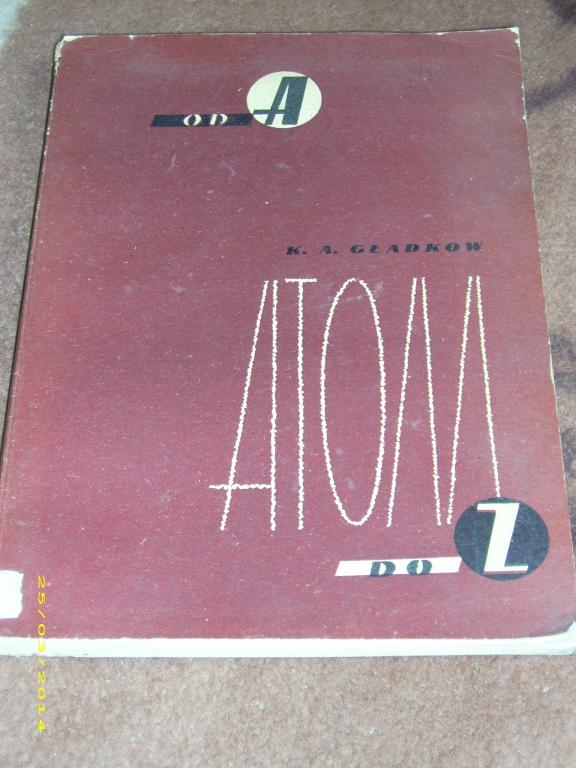 OD A
K. A. GŁADKOW
ATOM
DO Z
25/03/2014